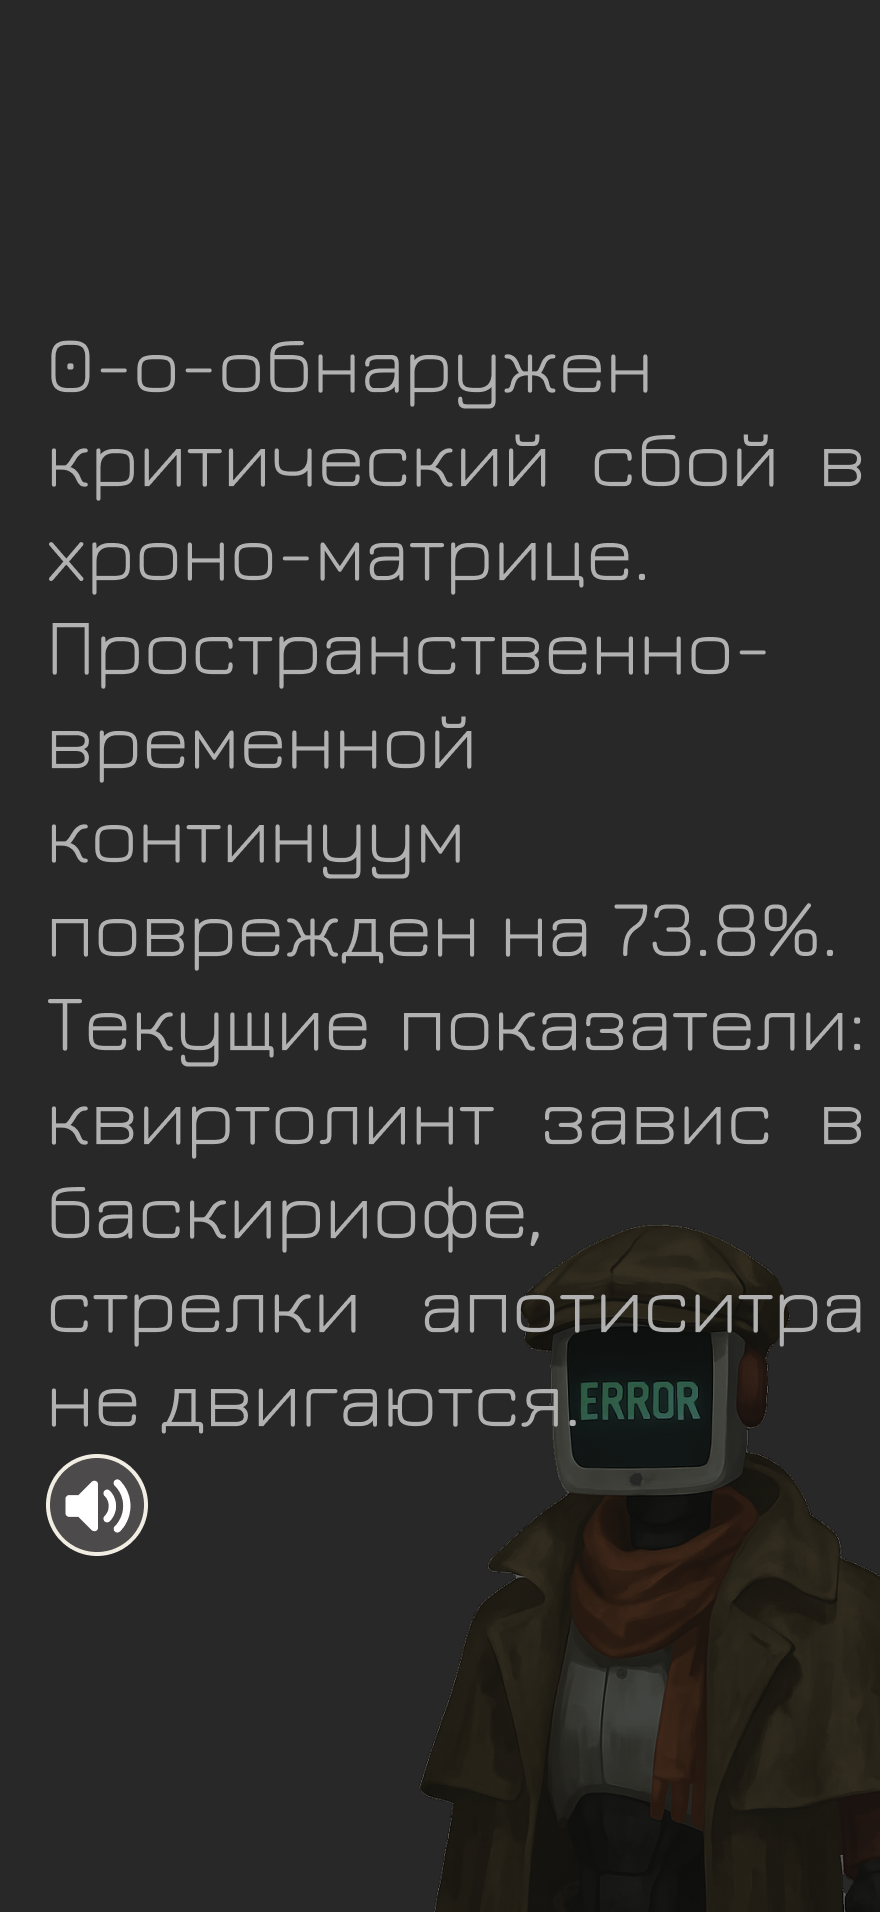 О-о-обнаружен
критический сбой в
хроно-матрице.
Пространственно-
временной
континуум
поврежден на 73.8%.
Текущие показатели:
квиртолинт завис в
баскириофе,
стрелки апотиситра
не двигаются.
ERROR